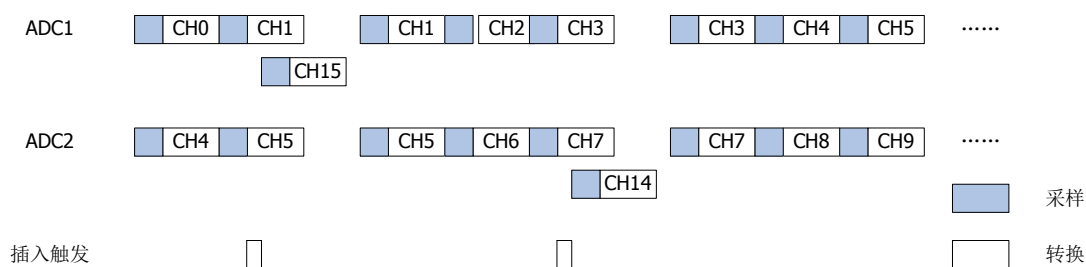 ADC1 CH0 CH1 CH1 CH2 CH3 CH3 CH4 CH5 ……
CH15
ADC2 CH4 CH5 CH5 CH6 CH7 CH7 CH8 CH9 ……
CH14
采样
插入触发 转换